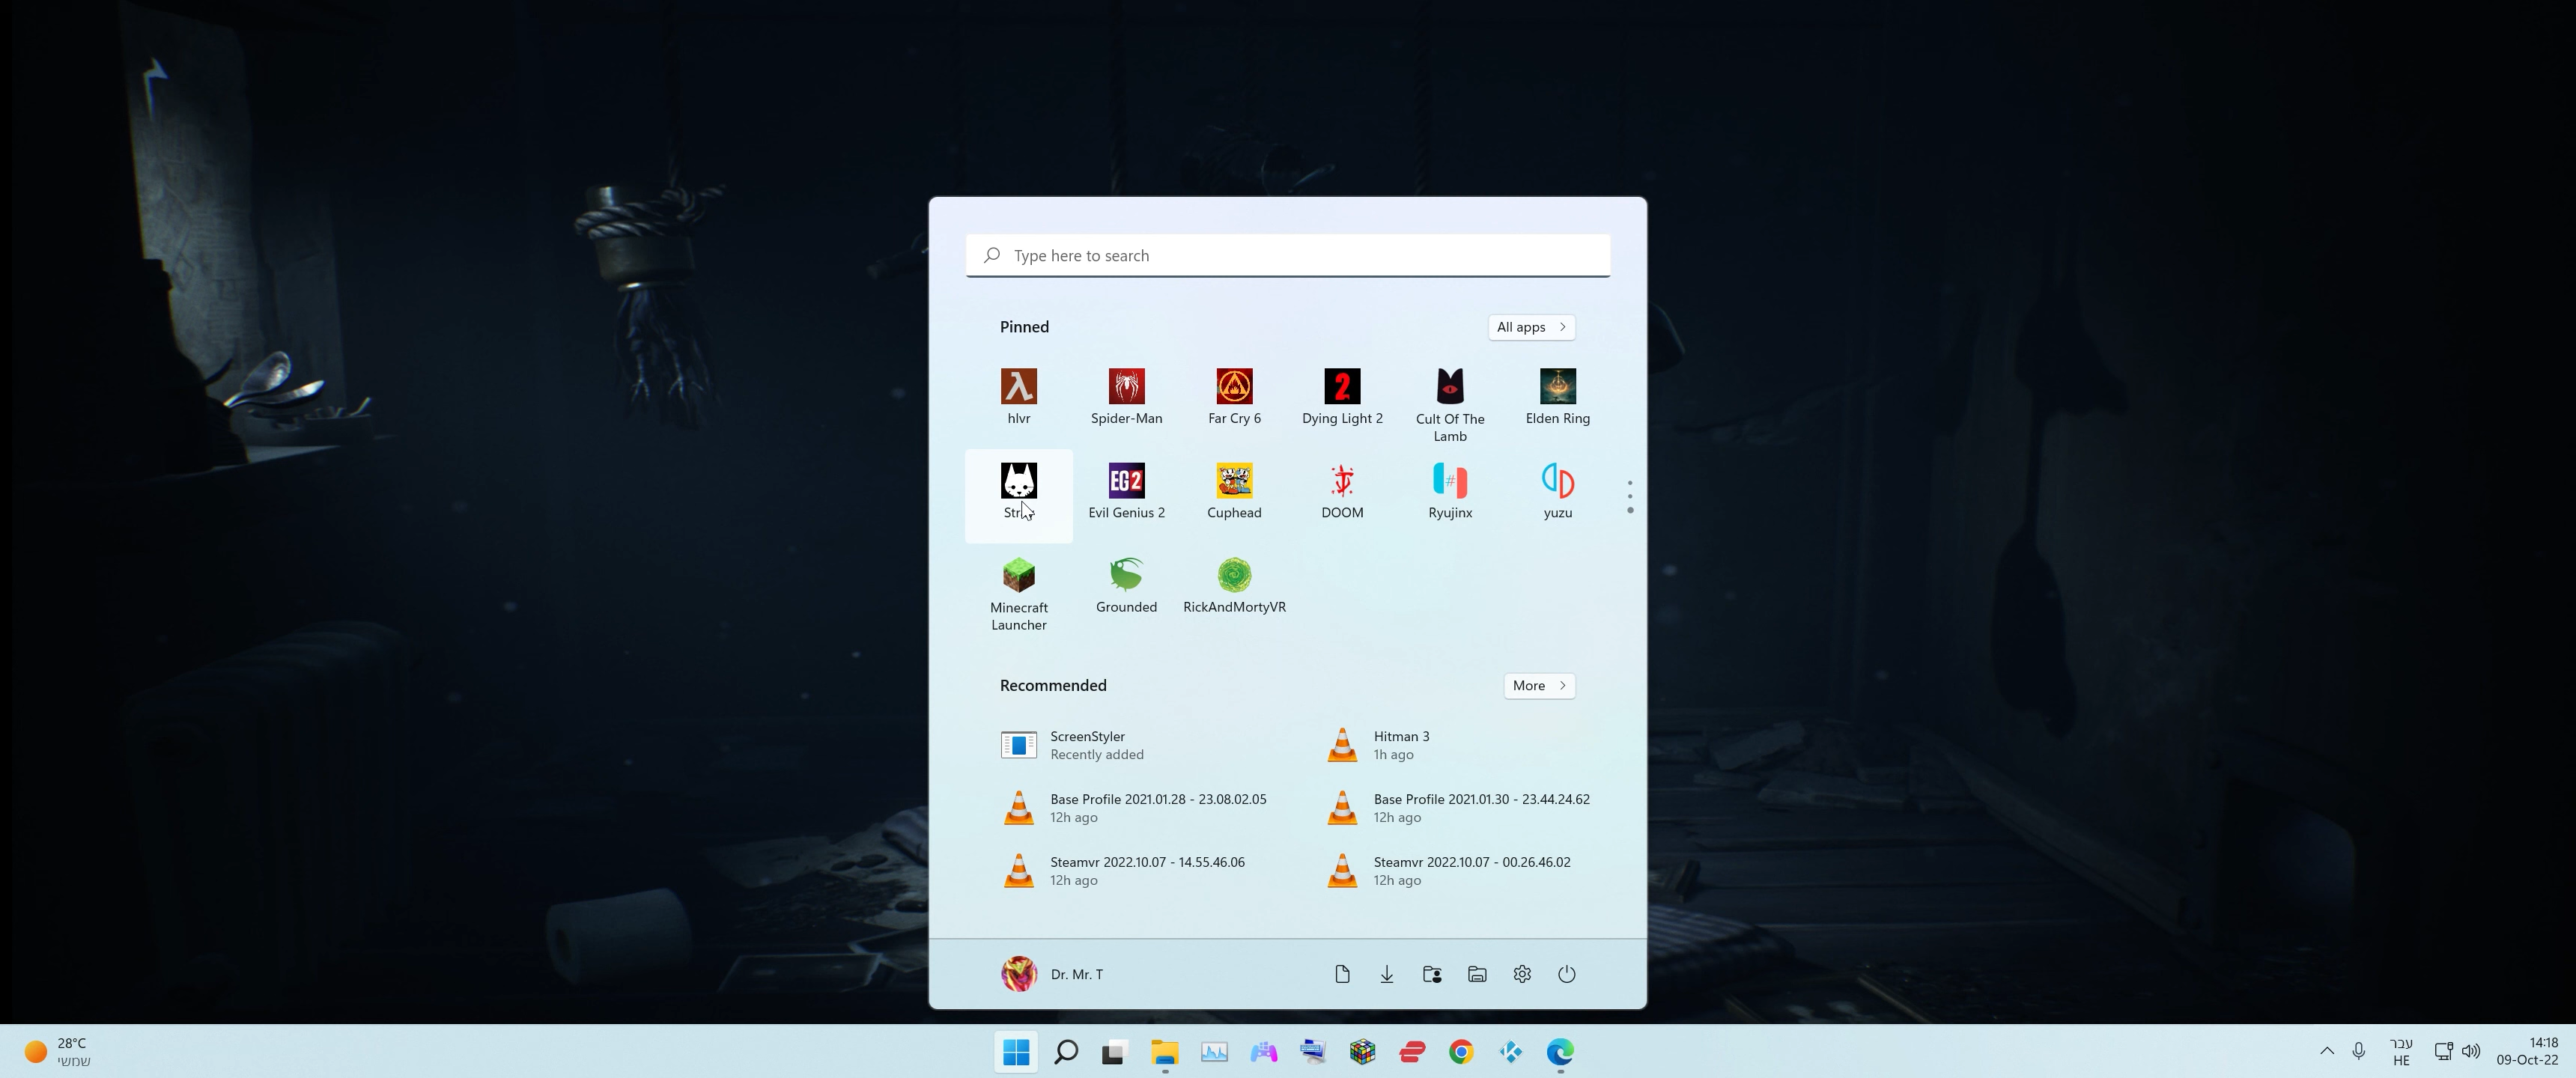 Type here to search
Pinned
All apps
hlvr
Spider-Man
Far Cry 6
Dying Light 2
Cult Of The
Lamb
Elden Ring
EG2
Evil Genius 2
Cuphead
DOOM
Ryujinx
yuzu
Minecraft
Launcher
Grounded
RickAndMortyVR
Recommended
More
ScreenStyler
Recently added
Hitman 3
1h ago
Base Profile 2021.01.28 - 23.08.02.05
12h ago
Base Profile 2021.01.30 - 23.44.24.62
12h ago
Steamvr 2022.10.07 - 14.55.46.06
12h ago
Steamvr 2022.10.07 - 00.26.46.02
12h ago
Dr. Mr. T
28°C
שמשי
עבר
HE
14:18
09-Oct-22